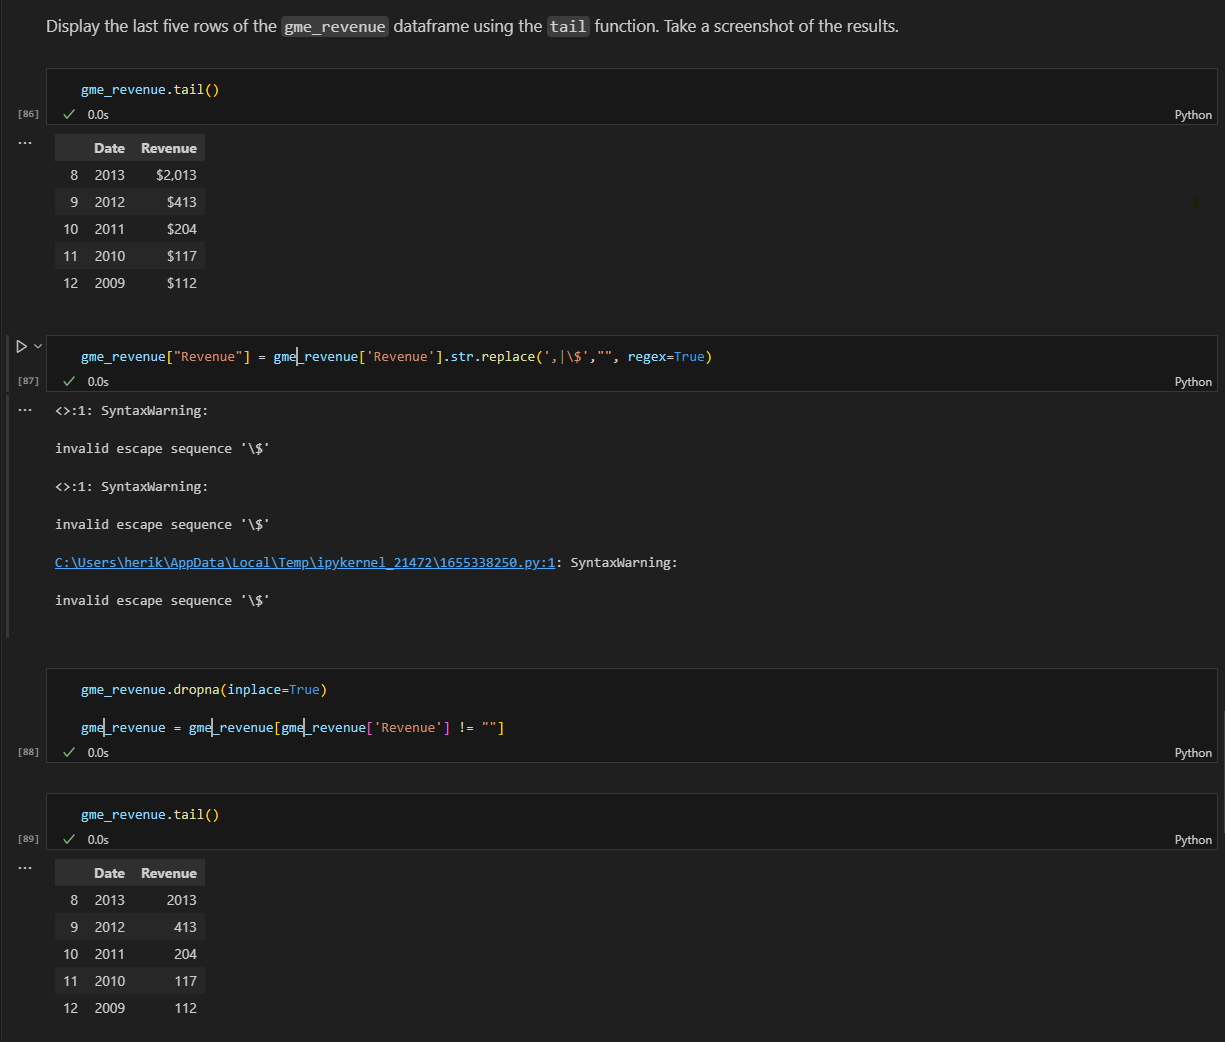 Display the last five rows of the gme_revenue dataframe using the tail function. Take a screenshot of the results.
gme_revenue.tail()
[86] ✓ 0.0s Python
...
Date Revenue
8 2013 $2,013
9 2012 $413
10 2011 $204
11 2010 $117
12 2009 $112
gme_revenue["Revenue"] = gme_revenue['Revenue'].str.replace(',|\$',"", regex=True)
[87] ✓ 0.0s Python
...
<>:1: SyntaxWarning:
invalid escape sequence '\$'
<>:1: SyntaxWarning:
invalid escape sequence '\$'
C:\Users\herik\AppData\Local\Temp\ipykernel_21472\1655338250.py:1: SyntaxWarning:
invalid escape sequence '\$'
gme_revenue.dropna(inplace=True)
gme_revenue = gme_revenue[gme_revenue['Revenue'] != ""]
[88] ✓ 0.0s Python
gme_revenue.tail()
[89] ✓ 0.0s Python
...
Date Revenue
8 2013 2013
9 2012 413
10 2011 204
11 2010 117
12 2009 112